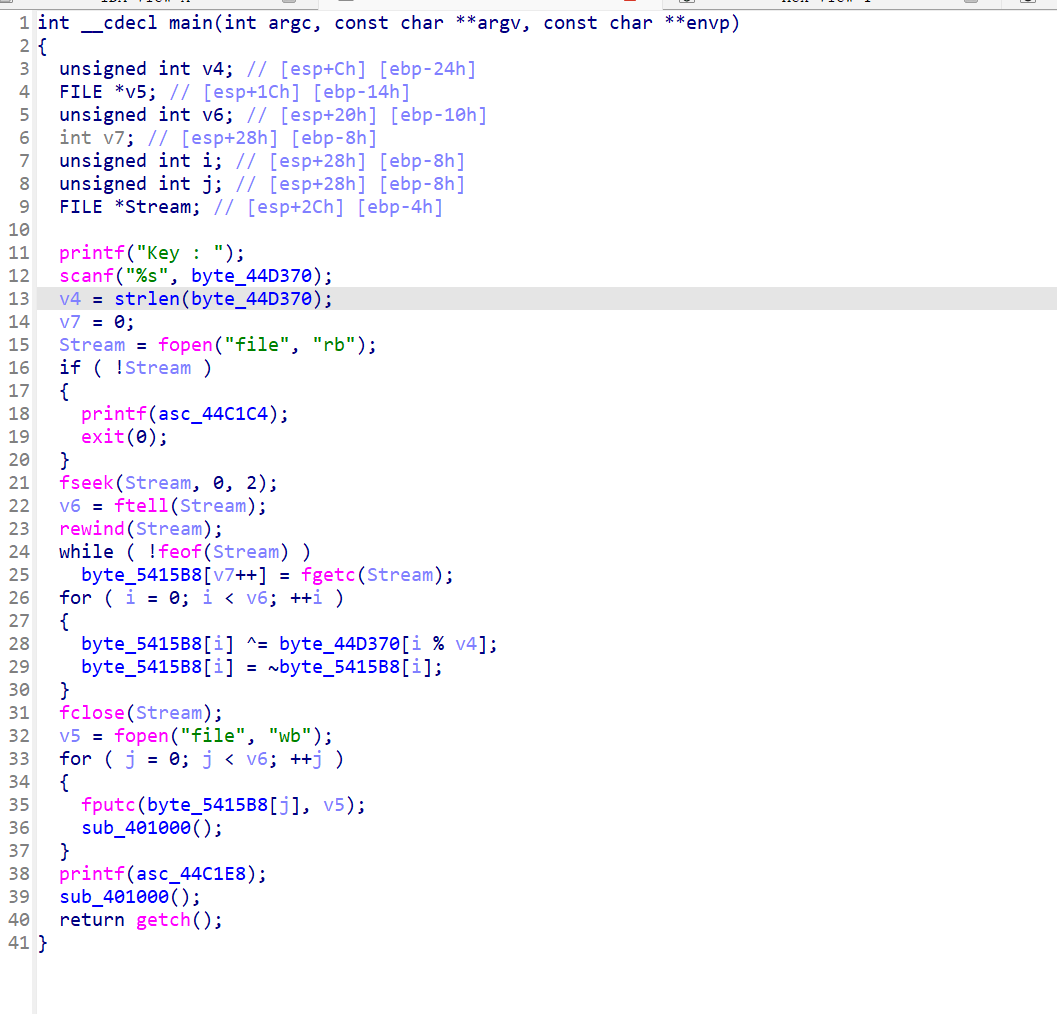 1 int __cdecl main(int argc, const char **argv, const char **envp)
2 {
3   unsigned int v4; // [esp+Ch] [ebp-24h]
4   FILE *v5; // [esp+1Ch] [ebp-14h]
5   unsigned int v6; // [esp+20h] [ebp-10h]
6   int v7; // [esp+28h] [ebp-8h]
7   unsigned int i; // [esp+28h] [ebp-8h]
8   unsigned int j; // [esp+28h] [ebp-8h]
9   FILE *Stream; // [esp+2Ch] [ebp-4h]
10
11   printf("Key : ");
12   scanf("%s", byte_44D370);
13   v4 = strlen(byte_44D370);
14   v7 = 0;
15   Stream = fopen("file", "rb");
16   if ( !Stream )
17   {
18     printf(asc_44C1C4);
19     exit(0);
20   }
21   fseek(Stream, 0, 2);
22   v6 = ftell(Stream);
23   rewind(Stream);
24   while ( !feof(Stream) )
25     byte_5415B8[v7++] = fgetc(Stream);
26   for ( i = 0; i < v6; ++i )
27   {
28     byte_5415B8[i] ^= byte_44D370[i % v4];
29     byte_5415B8[i] = ~byte_5415B8[i];
30   }
31   fclose(Stream);
32   v5 = fopen("file", "wb");
33   for ( j = 0; j < v6; ++j )
34   {
35     fputc(byte_5415B8[j], v5);
36     sub_401000();
37   }
38   printf(asc_44C1E8);
39   sub_401000();
40   return getch();
41 }